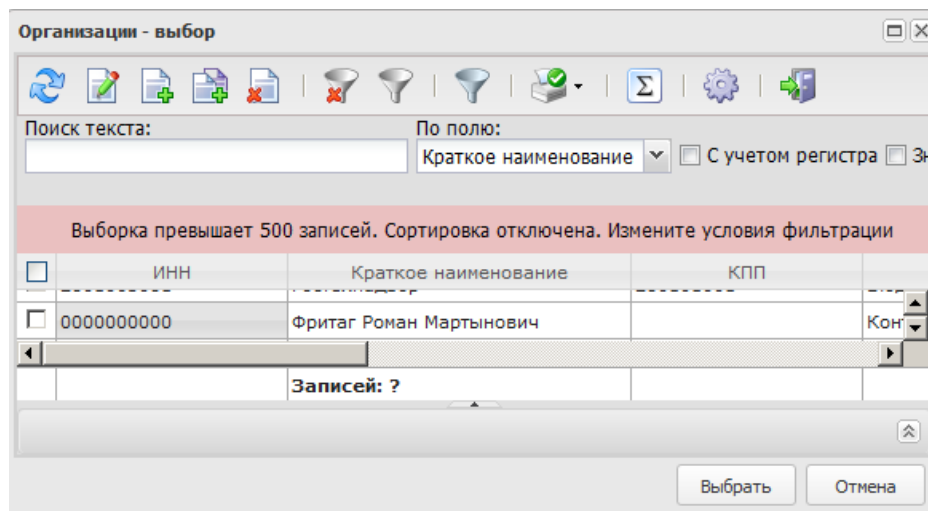 Организации - выбор
Поиск текста: По полю:
Краткое наименование С учетом регистра
Выборка превышает 500 записей. Сортировка отключена. Измените условия фильтрации
ИНН Краткое наименование КПП
0000000000 Фритаг Роман Мартынович
Записей: ?
Выбрать Отмена